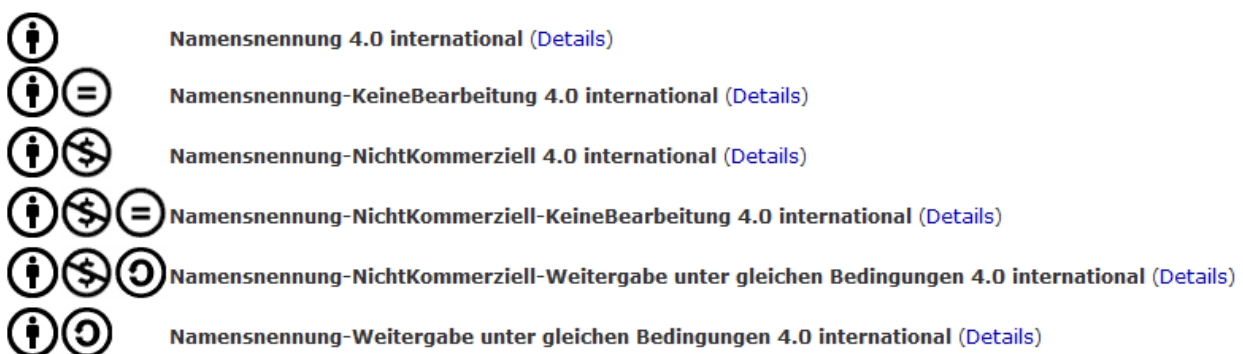 Namensnennung 4.0 international (Details)
Namensnennung-KeineBearbeitung 4.0 international (Details)
Namensnennung-NichtKommerziell 4.0 international (Details)
Namensnennung-NichtKommerziell-KeineBearbeitung 4.0 international (Details)
Namensnennung-NichtKommerziell-Weitergabe unter gleichen Bedingungen 4.0 international (Details)
Namensnennung-Weitergabe unter gleichen Bedingungen 4.0 international (Details)